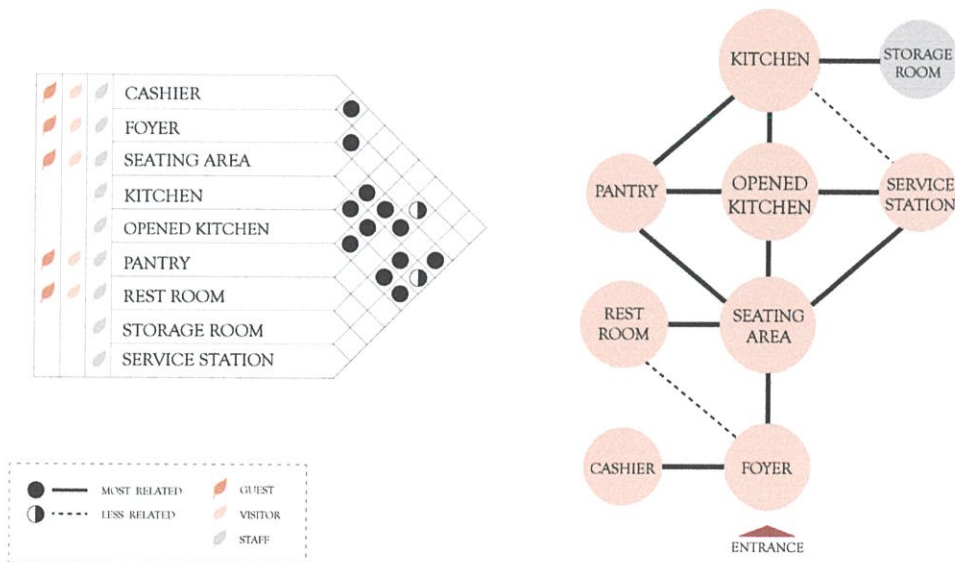 CASHIER
FOYER
SEATING AREA
KITCHEN
OPENED KITCHEN
PANTRY
REST ROOM
STORAGE ROOM
SERVICE STATION
MOST RELATED
LESS RELATED
GUEST
VISITOR
STAFF
KITCHEN
STORAGE
ROOM
PANTRY
OPENED
KITCHEN
SERVICE
STATION
REST
ROOM
SEATING
AREA
CASHIER
FOYER
ENTRANCE